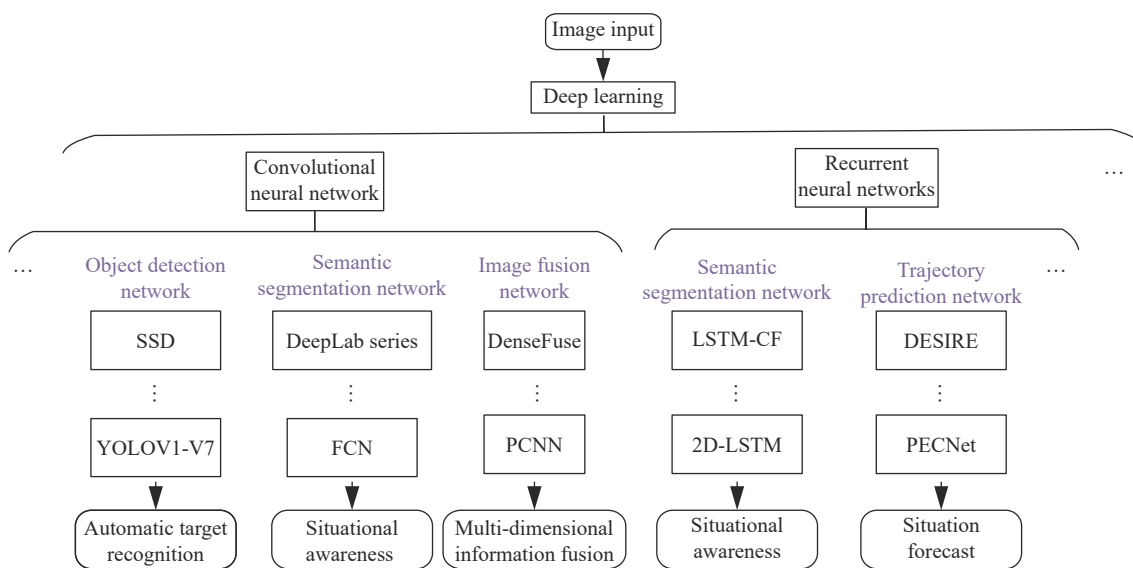 Image input
Deep learning
Convolutional
neural network
Recurrent
neural networks
…
…
Object detection
network
Semantic
segmentation network
Image fusion
network
Semantic
segmentation network
Trajectory
prediction network
…
SSD
DeepLab series
DenseFuse
LSTM-CF
DESIRE
⋮
⋮
⋮
⋮
⋮
YOLOV1-V7
FCN
PCNN
2D-LSTM
PECNet
Automatic target
recognition
Situational
awareness
Multi-dimensional
information fusion
Situational
awareness
Situation
forecast